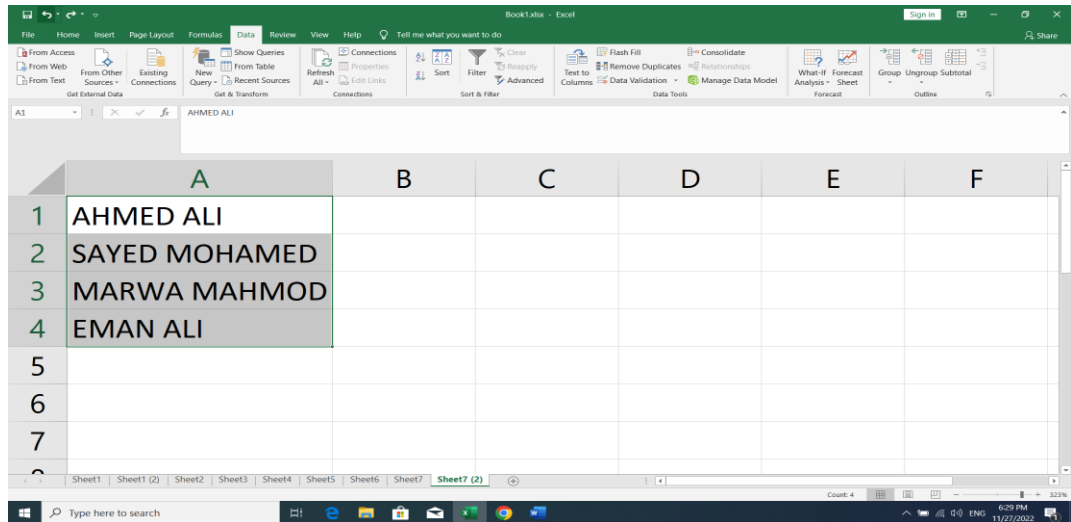 Book1.xlsx - Excel
Sign in
File Home Insert Page Layout Formulas Data Review View Help Tell me what you want to do
Share
From Access
From Web
From Text
From Other Sources
Existing Connections
Get External Data
New Query
Show Queries
From Table
Recent Sources
Get & Transform
Refresh All
Connections
Properties
Edit Links
Connections
Sort
Filter
Clear
Reapply
Advanced
Sort & Filter
Text to Columns
Flash Fill
Remove Duplicates
Data Validation
Consolidate
Relationships
Manage Data Model
Data Tools
What-If Analysis
Forecast Sheet
Forecast
Group
Ungroup
Subtotal
Outline
A1 fx AHMED ALI
A B C D E F
1 AHMED ALI
2 SAYED MOHAMED
3 MARWA MAHMOD
4 EMAN ALI
5
6
7
Sheet1 Sheet1 (2) Sheet2 Sheet3 Sheet4 Sheet5 Sheet6 Sheet7 Sheet7 (2)
Count: 4
323%
Type here to search
ENG
6:29 PM
11/27/2022